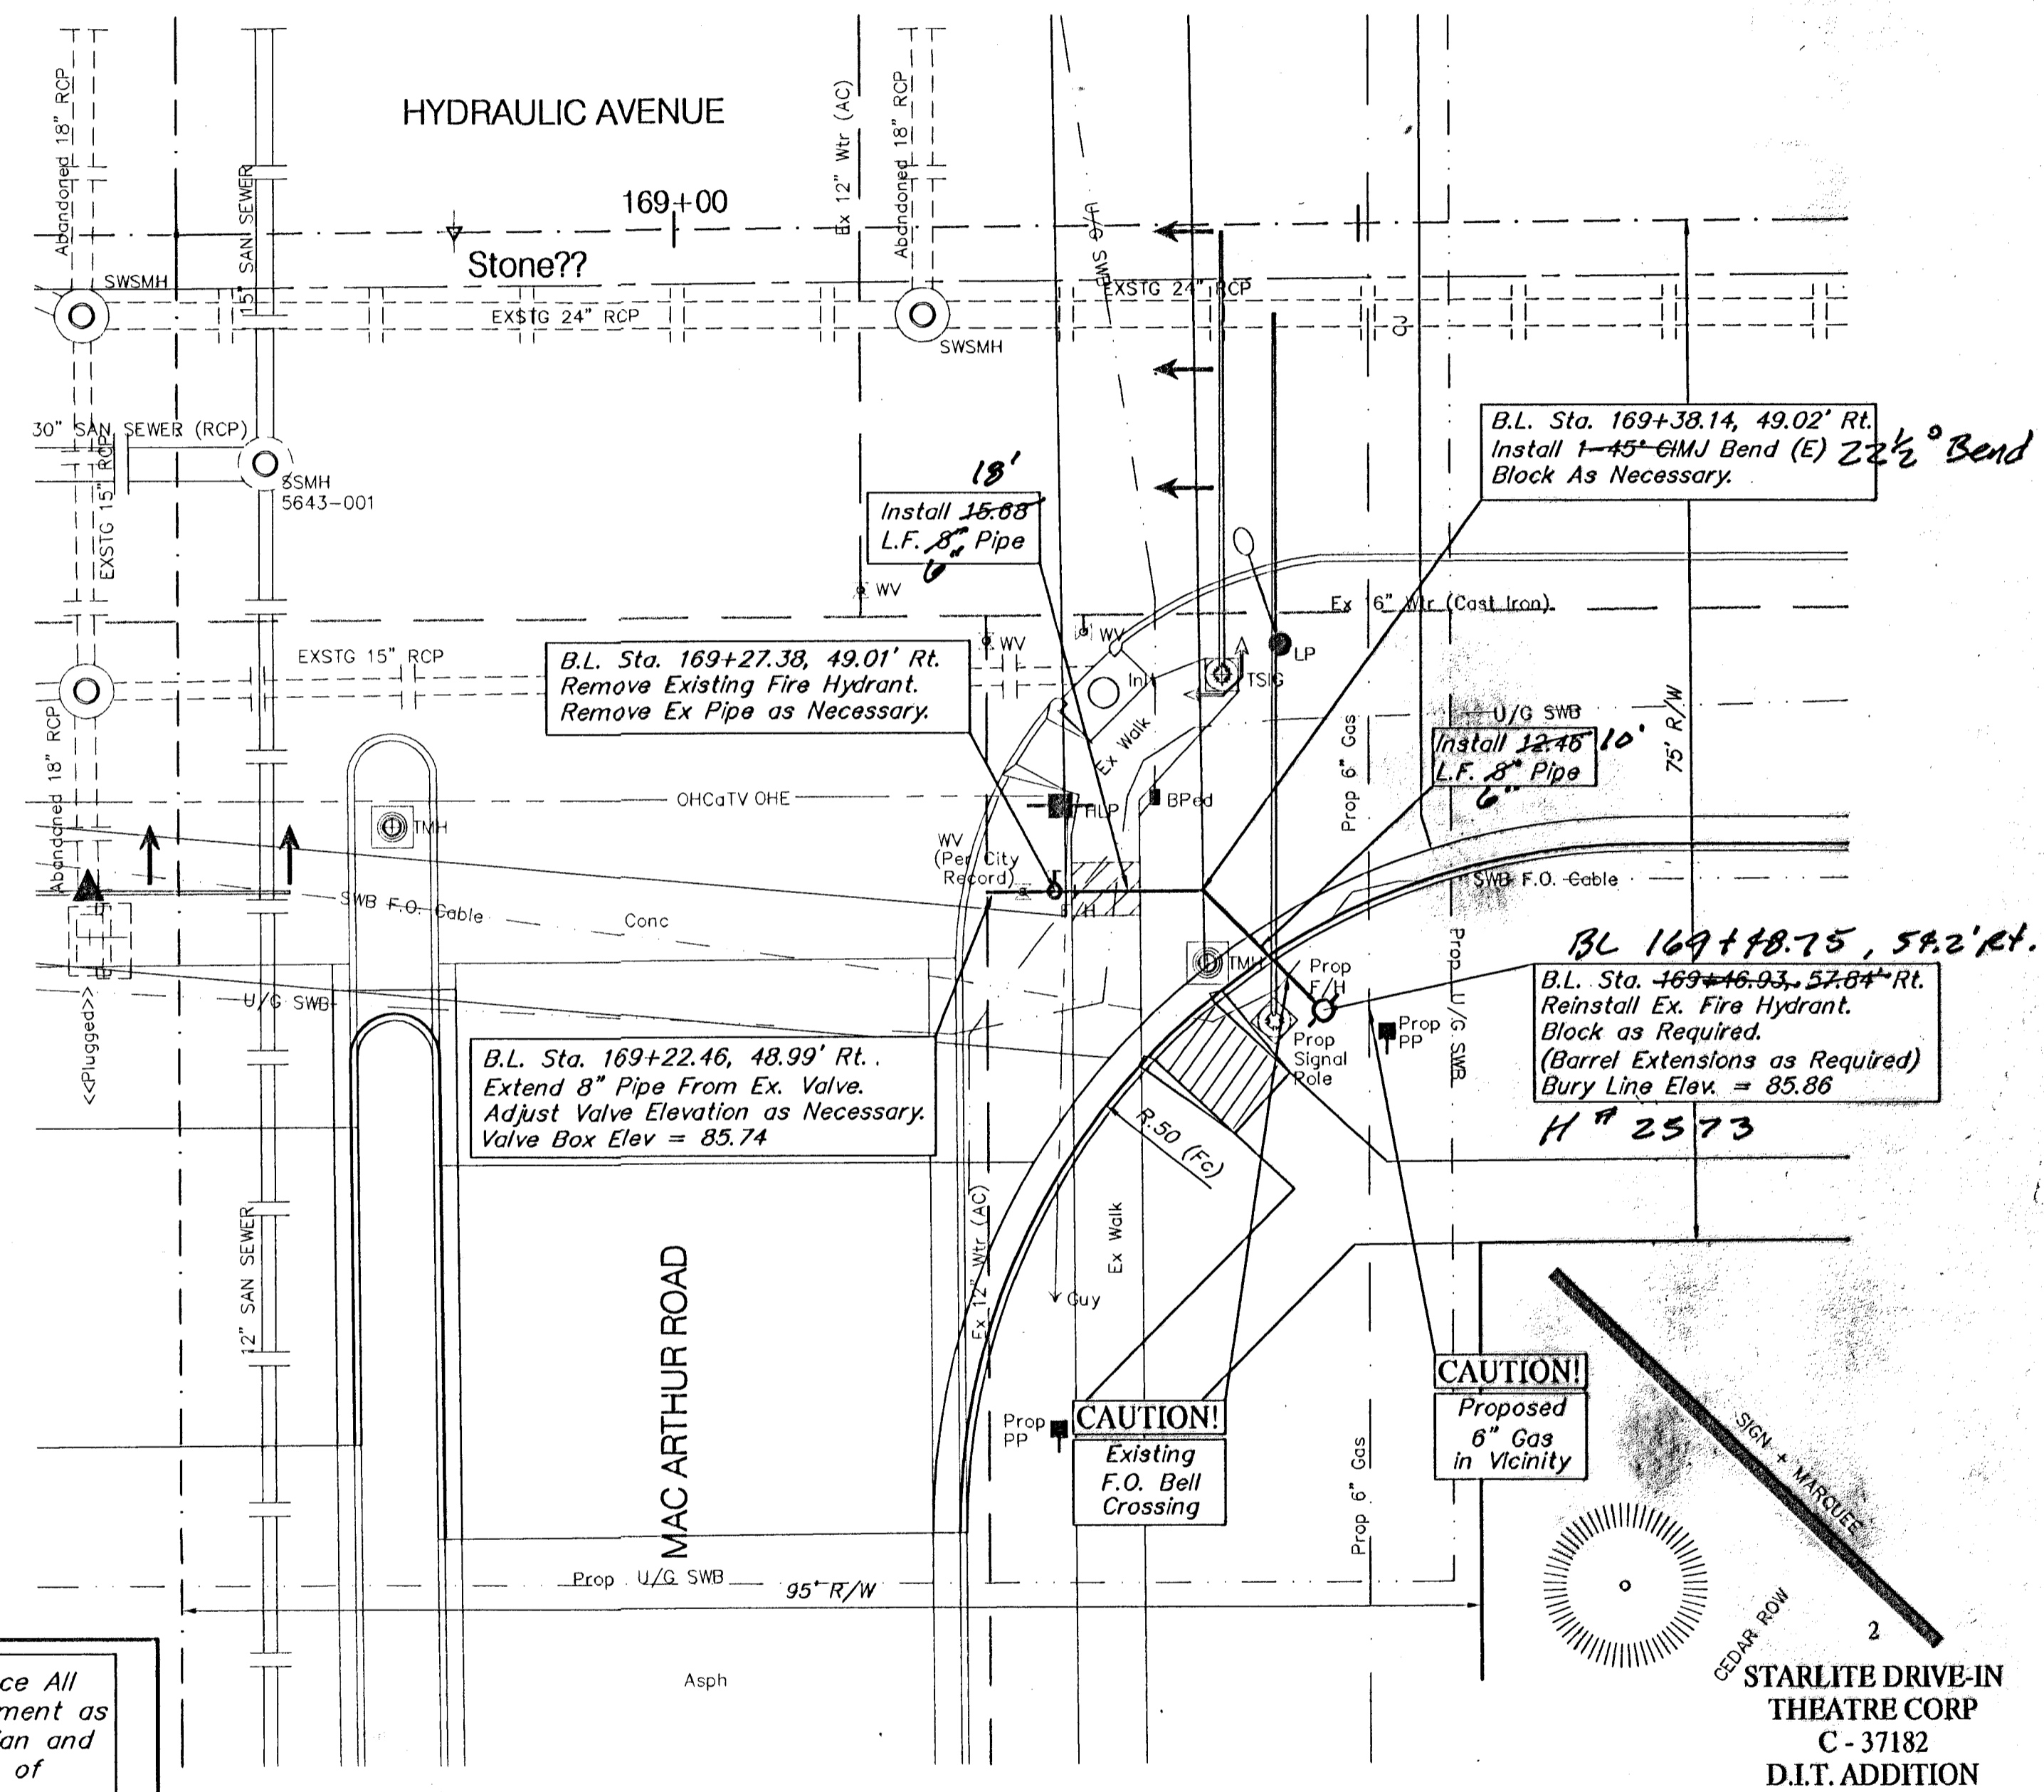 HYDRAULIC AVENUE
Abandoned 18" RCP
15" SANI SEWER
Ex 12" Wtr (AC)
Abandoned 18" RCP
169+00
Stone??
SWSMH
EXSTG 24" RCP
EXSTG 24" RCP
SWSMH
30" SAN SEWER (RCP)
EXSTG 15" RCP
SSMH
5643-001
18'
Install 15.68
L.F. 8" Pipe
6"
B.L. Sta. 169+38.14, 49.02' Rt.
Install 1-45° CIMJ Bend (E) 22½° Bend
Block As Necessary.
WV
Ex 6" Wtr (Cast Iron)
WV
WV
EXSTG 15" RCP
B.L. Sta. 169+27.38, 49.01' Rt.
Remove Existing Fire Hydrant.
Remove Ex Pipe as Necessary.
LP
TSIG
Inlt
Ex Walk
U/G SWB
Prop 6" Gas
75' R/W
Install 12.46 10'
L.F. 8" Pipe
6"
Abandoned 18" RCP
OHCaTV OHE
HLP
BPed
TMH
WV
(Per City
Record)
F/H
SWB F.O. Cable
Conc
SWB F.O. Cable
U/G SWB
<<Plugged>>
TMH
Prop
F/H
Prop U/G SWB
BL 169+48.75, 54.2' Rt.
B.L. Sta. 169+46.93, 57.84' Rt.
Reinstall Ex. Fire Hydrant.
Block as Required.
(Barrel Extensions as Required)
Bury Line Elev. = 85.86
H # 2573
Prop
PP
Prop
Signal
Pole
B.L. Sta. 169+22.46, 48.99' Rt.
Extend 8" Pipe From Ex. Valve.
Adjust Valve Elevation as Necessary.
Valve Box Elev = 85.74
R.50 (Fc)
12" SAN SEWER
MAC ARTHUR ROAD
Ex 12" Wtr (AC)
Ex Walk
Guy
Prop
PP
CAUTION!
Existing
F.O. Bell
Crossing
CAUTION!
Proposed
6" Gas
in Vicinity
Prop 6" Gas
SIGN + MARQUEE
Prop U/G SWB
95' R/W
Asph
CEDAR ROW
2
STARLITE DRIVE-IN
THEATRE CORP
C - 37182
D.I.T. ADDITION
ce All
ment as
an and
of